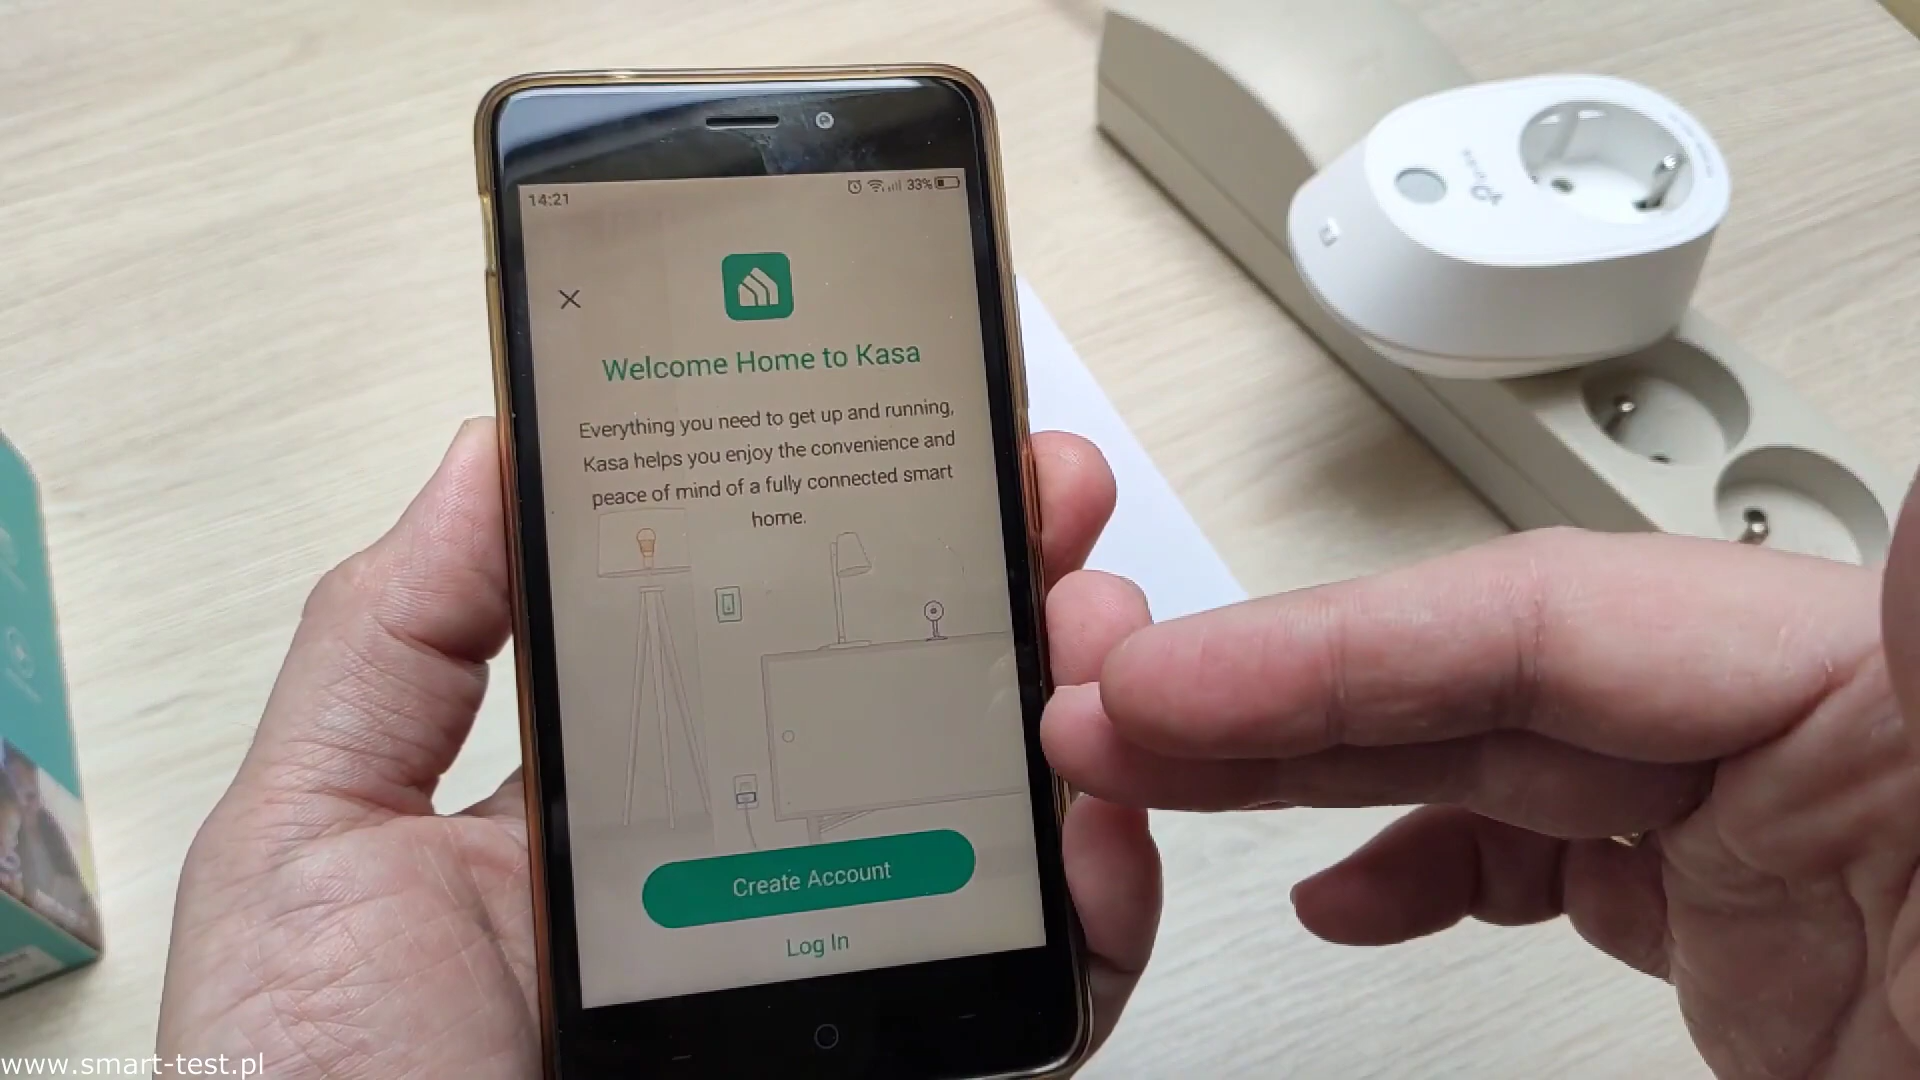 14:21
33%
Welcome Home to Kasa
Everything you need to get up and running,
Kasa helps you enjoy the convenience and
peace of mind of a fully connected smart
home.
Create Account
Log In
www.smart-test.pl